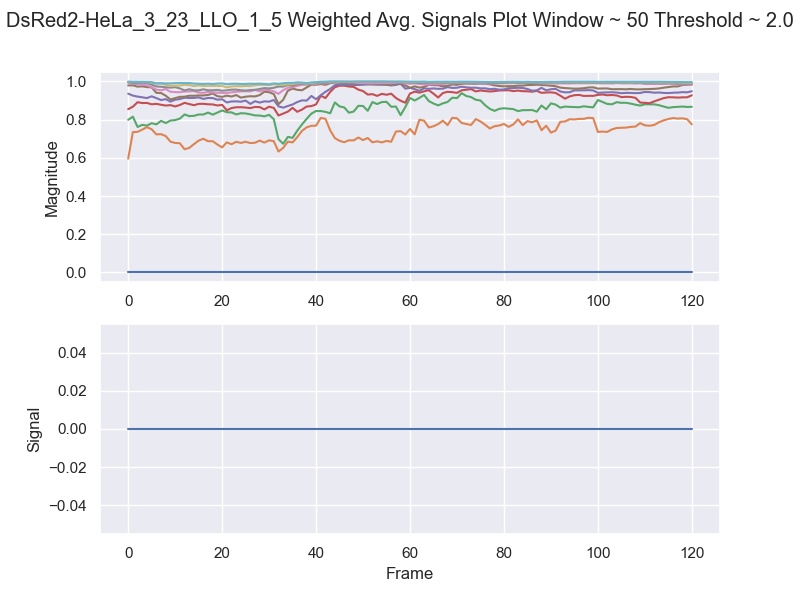 DsRed2-HeLa_3_23_LLO_1_5 Weighted Avg. Signals Plot Window ~ 50 Threshold ~ 2.0
1.0
0.8
0.6
0.4
0.2
0.0
Magnitude
0 20 40 60 80 100 120
0.04
0.02
0.00
−0.02
−0.04
Signal
0 20 40 60 80 100 120
Frame